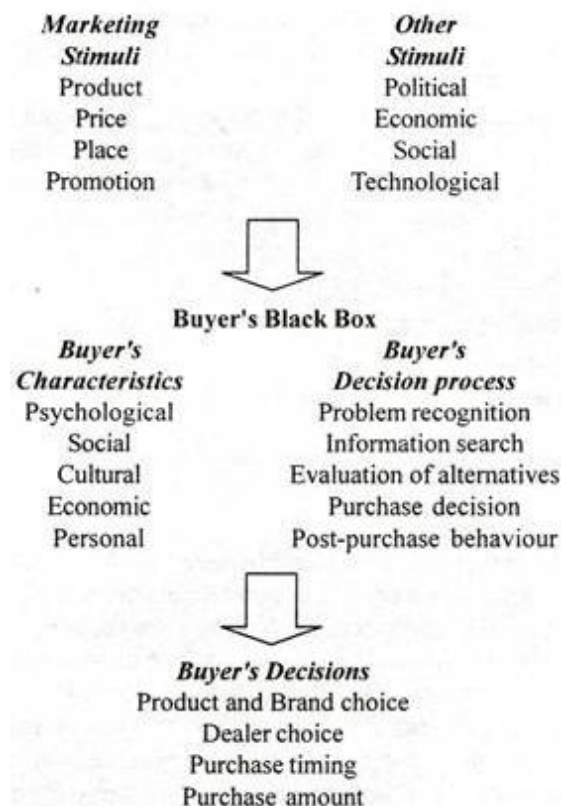 Marketing
Stimuli
Product
Price
Place
Promotion
Other
Stimuli
Political
Economic
Social
Technological
Buyer's Black Box
Buyer's
Characteristics
Psychological
Social
Cultural
Economic
Personal
Buyer's
Decision process
Problem recognition
Information search
Evaluation of alternatives
Purchase decision
Post-purchase behaviour
Buyer's Decisions
Product and Brand choice
Dealer choice
Purchase timing
Purchase amount